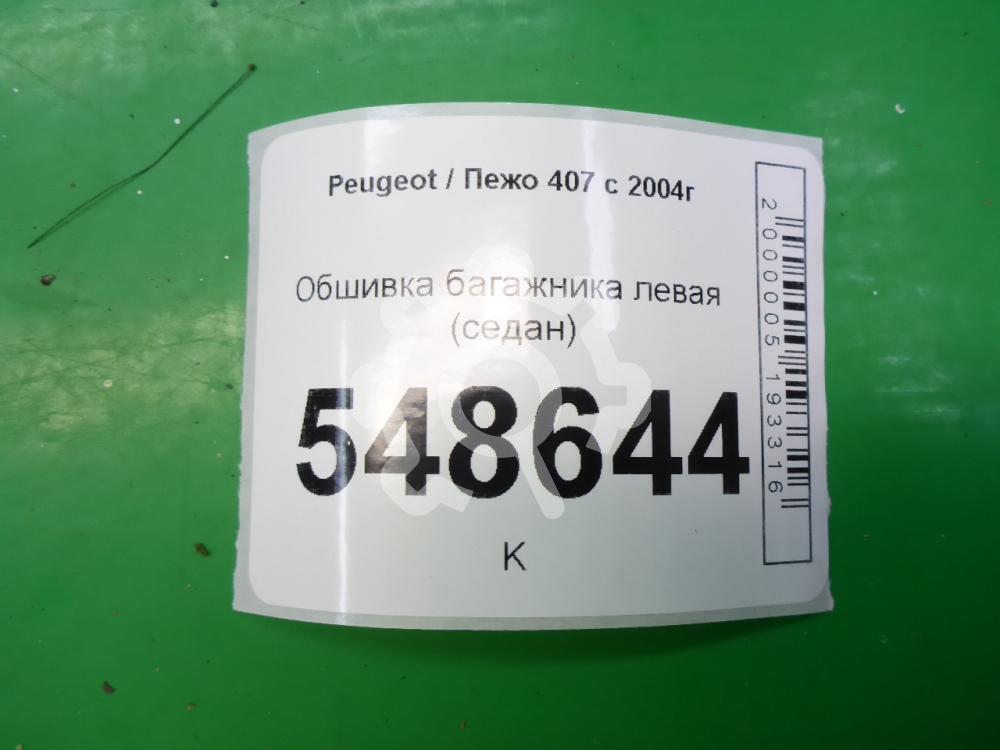 Peugeot / Пежо 407 с 2004г
Обшивка багажника левая
(седан)
548644
К
2000005193316